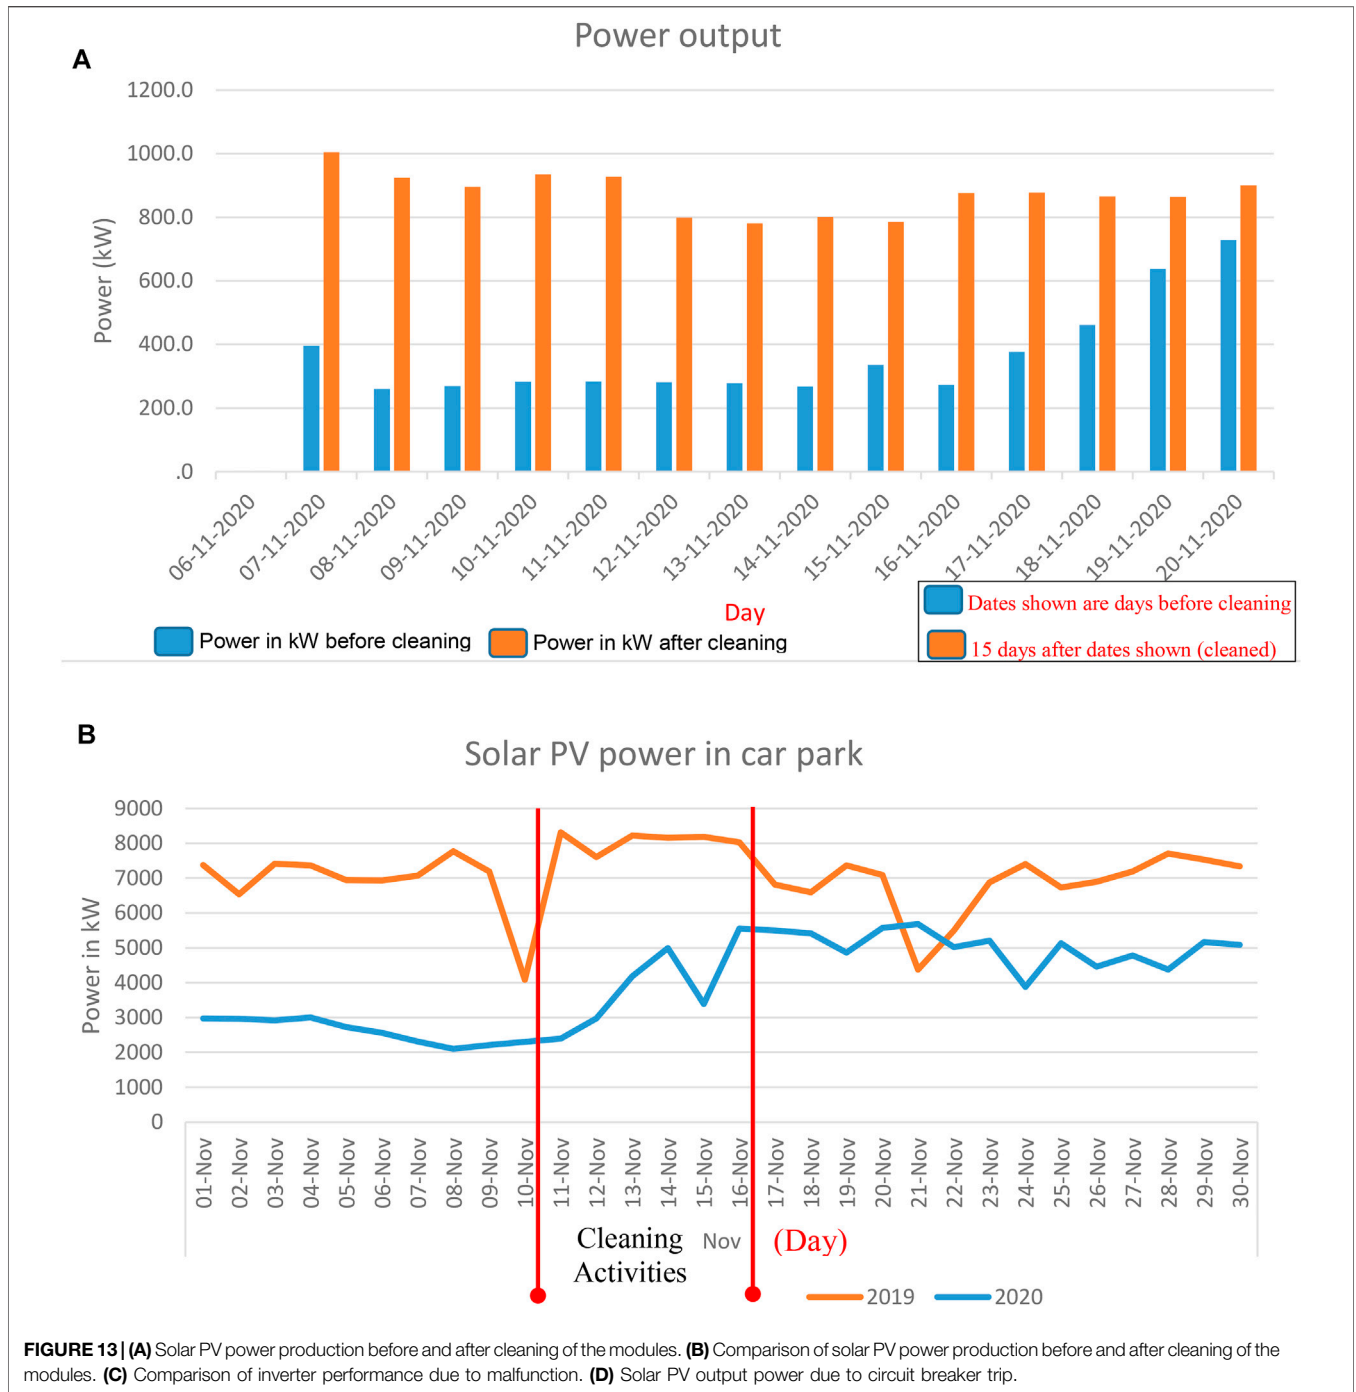 A
Power output
1200.0
1000.0
800.0
600.0
400.0
200.0
.0
Power (kW)
06-11-2020
07-11-2020
08-11-2020
09-11-2020
10-11-2020
11-11-2020
12-11-2020
13-11-2020
14-11-2020
15-11-2020
16-11-2020
17-11-2020
18-11-2020
19-11-2020
20-11-2020
Day
Power in kW before cleaning
Power in kW after cleaning
Dates shown are days before cleaning
15 days after dates shown (cleaned)
B
Solar PV power in car park
9000
8000
7000
6000
5000
4000
3000
2000
1000
0
Power in kW
01-Nov
02-Nov
03-Nov
04-Nov
05-Nov
06-Nov
07-Nov
08-Nov
09-Nov
10-Nov
11-Nov
12-Nov
13-Nov
14-Nov
15-Nov
16-Nov
17-Nov
18-Nov
19-Nov
20-Nov
21-Nov
22-Nov
23-Nov
24-Nov
25-Nov
26-Nov
27-Nov
28-Nov
29-Nov
30-Nov
Cleaning
Activities
Nov
(Day)
2019
2020
FIGURE 13 | (A) Solar PV power production before and after cleaning of the modules. (B) Comparison of solar PV power production before and after cleaning of the
modules. (C) Comparison of inverter performance due to malfunction. (D) Solar PV output power due to circuit breaker trip.